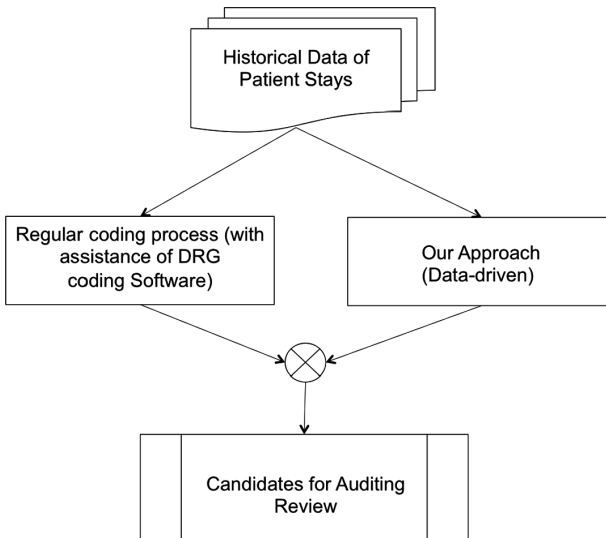 Historical Data of
Patient Stays
Regular coding process (with
assistance of DRG
coding Software)
Our Approach
(Data-driven)
Candidates for Auditing
Review